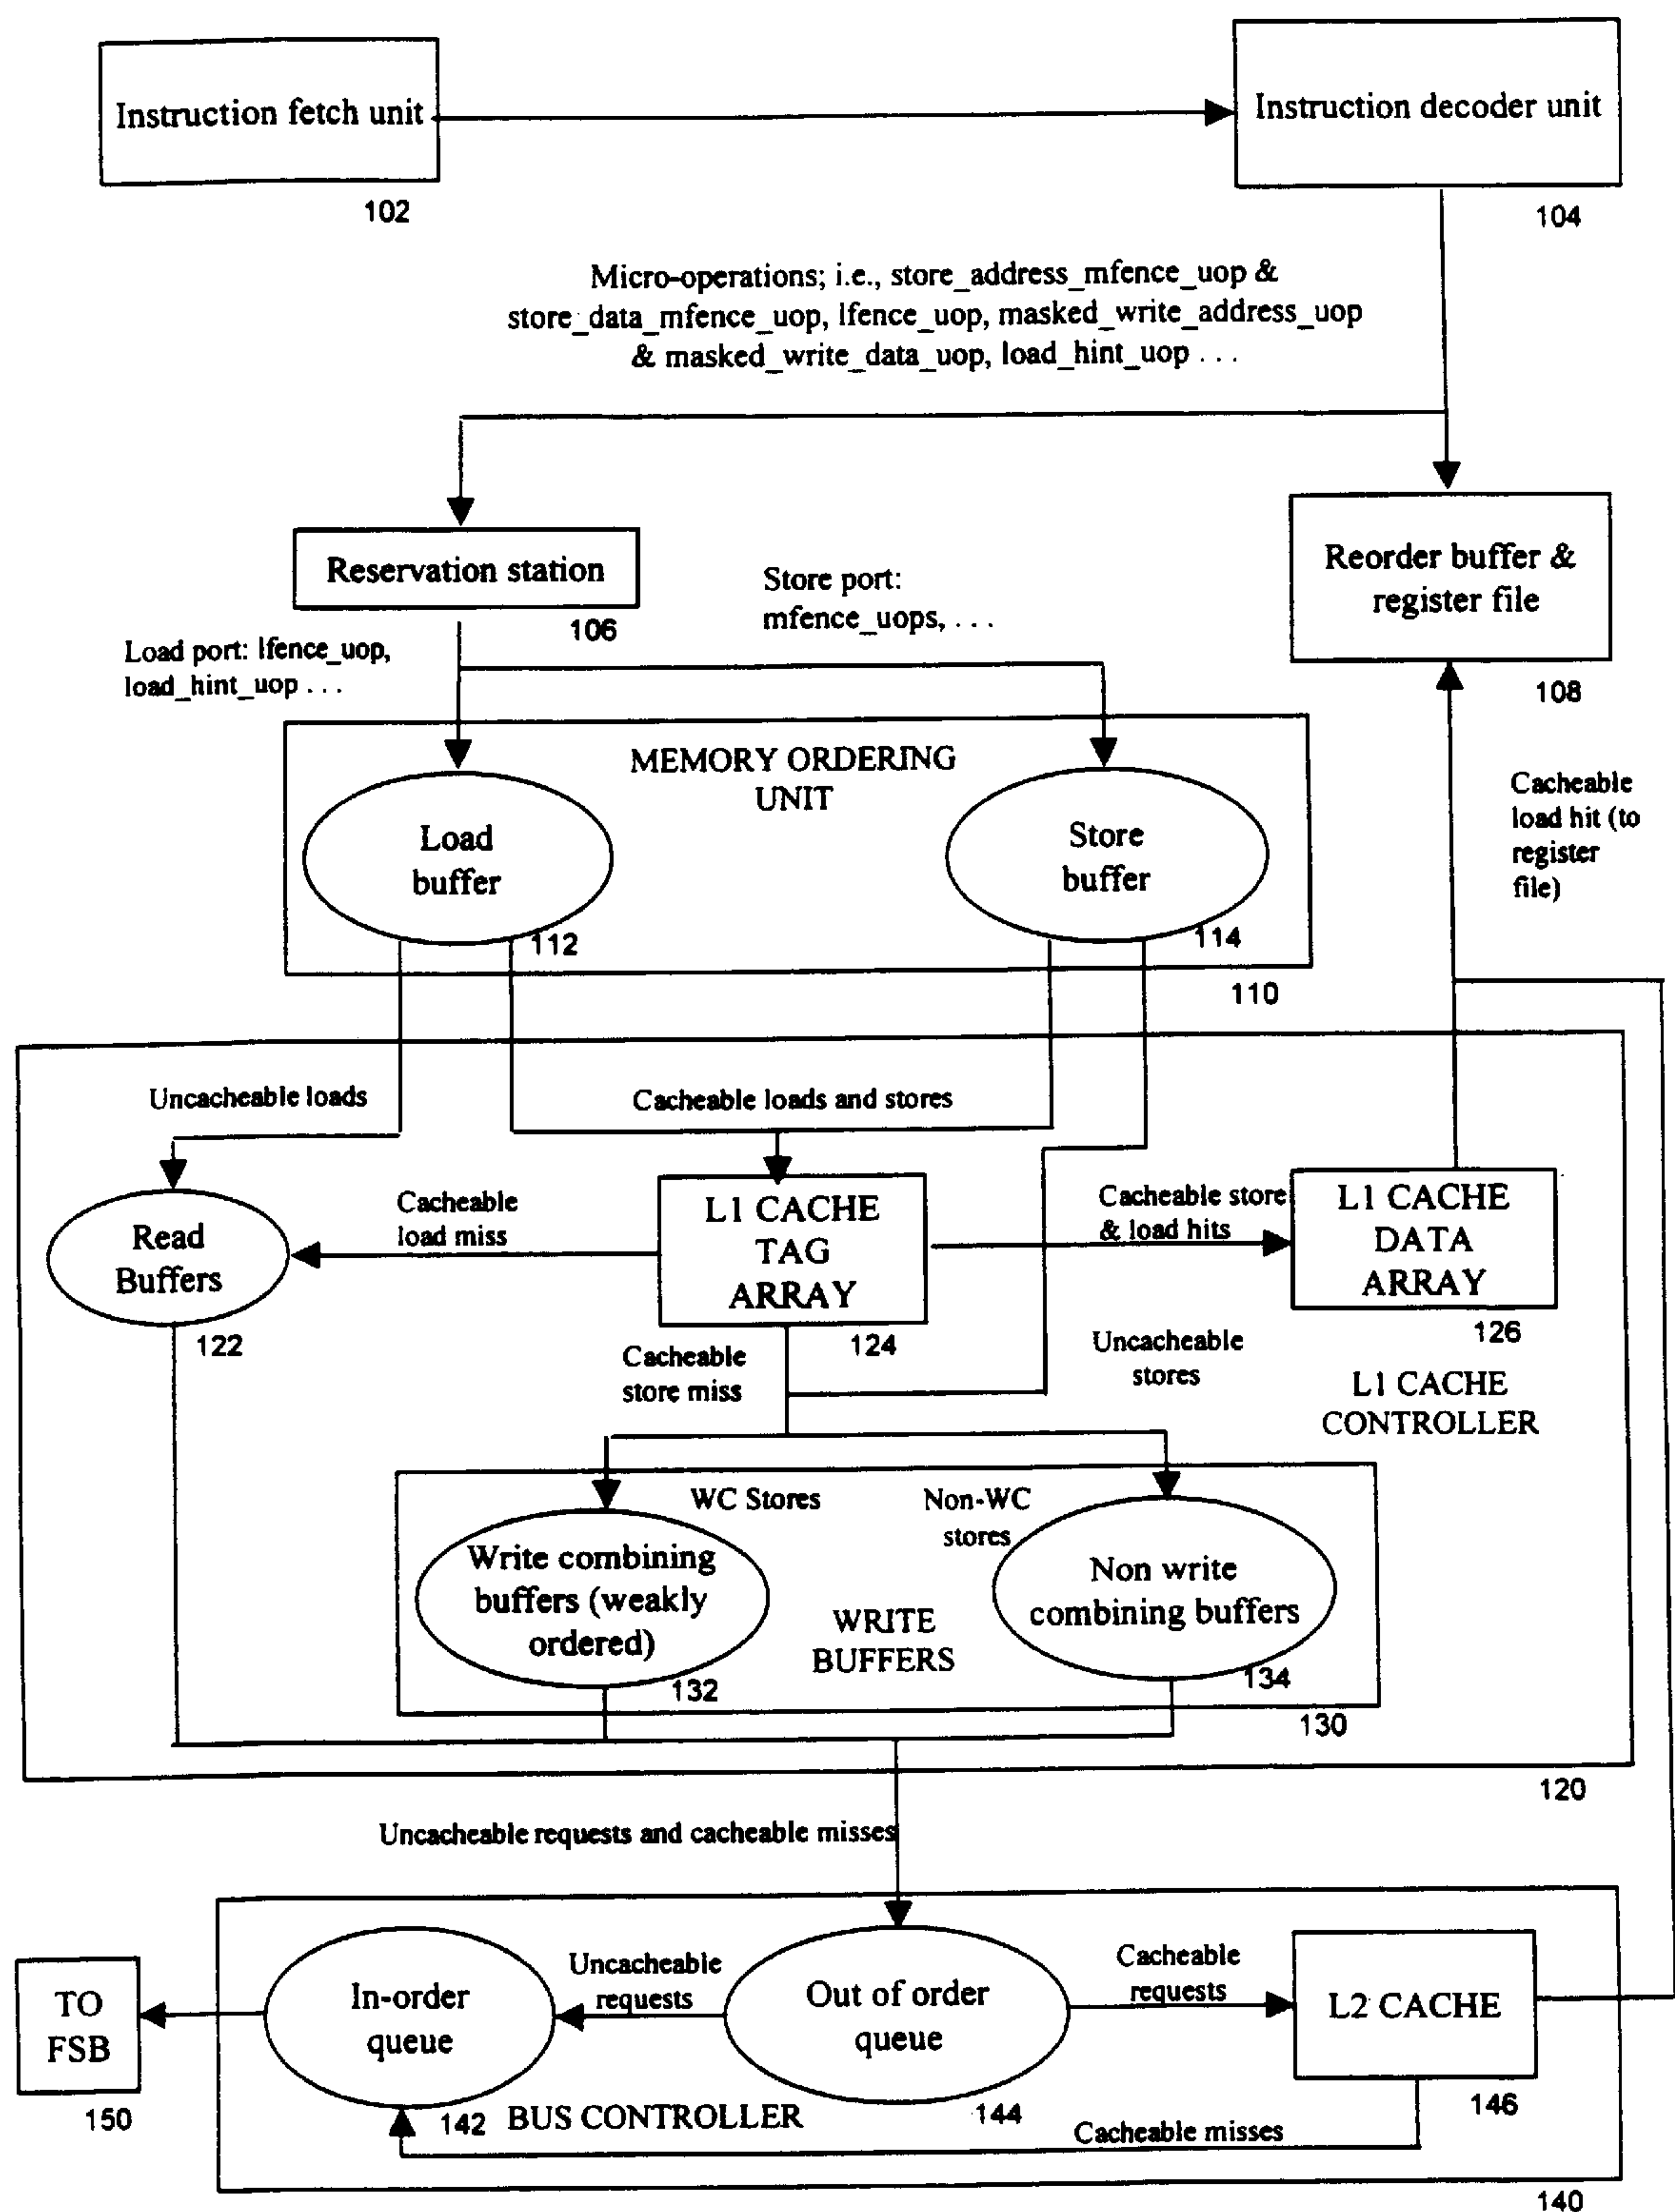 Instruction fetch unit
102
Instruction decoder unit
104
Micro-operations; i.e., store_address_mfence_uop &
store_data_mfence_uop, lfence_uop, masked_write_address_uop
& masked_write_data_uop, load_hint_uop . . .
Reservation station
106
Store port:
mfence_uops, . . .
Reorder buffer &
register file
108
Load port: lfence_uop,
load_hint_uop . . .
MEMORY ORDERING
UNIT
Load
buffer
112
Store
buffer
114
110
Cacheable
load hit (to
register
file)
Uncacheable loads
Cacheable loads and stores
Read
Buffers
122
Cacheable
load miss
L1 CACHE
TAG
ARRAY
124
Cacheable store
& load hits
L1 CACHE
DATA
ARRAY
126
Cacheable
store miss
Uncacheable
stores
L1 CACHE
CONTROLLER
WC Stores
Non-WC
stores
Write combining
buffers (weakly
ordered)
132
WRITE
BUFFERS
Non write
combining buffers
134
130
120
Uncacheable requests and cacheable misses
TO
FSB
150
In-order
queue
142
Uncacheable
requests
Out of order
queue
144
Cacheable
requests
L2 CACHE
146
BUS CONTROLLER
Cacheable misses
140